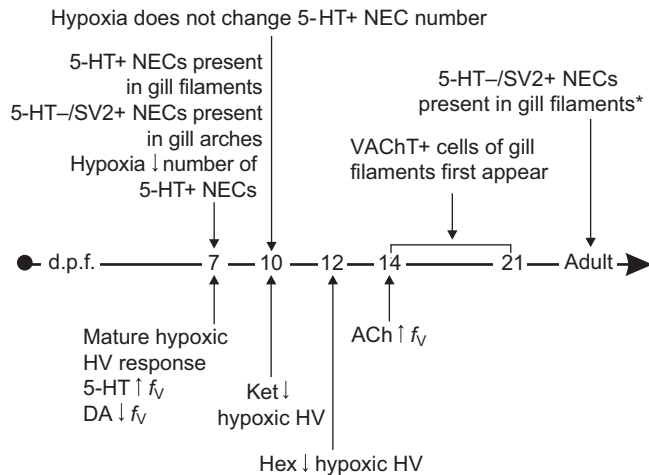 Hypoxia does not change 5-HT+ NEC number
5-HT+ NECs present
in gill filaments
5-HT–/SV2+ NECs present
in gill arches
Hypoxia ↓ number of
5-HT+ NECs
5-HT–/SV2+ NECs
present in gill filaments*
VAChT+ cells of gill
filaments first appear
d.p.f. 7 10 12 14 21 Adult
Mature hypoxic
HV response
5-HT ↑ fV
DA ↓ fV
Ket ↓
hypoxic HV
Hex ↓ hypoxic HV
ACh ↑ fV